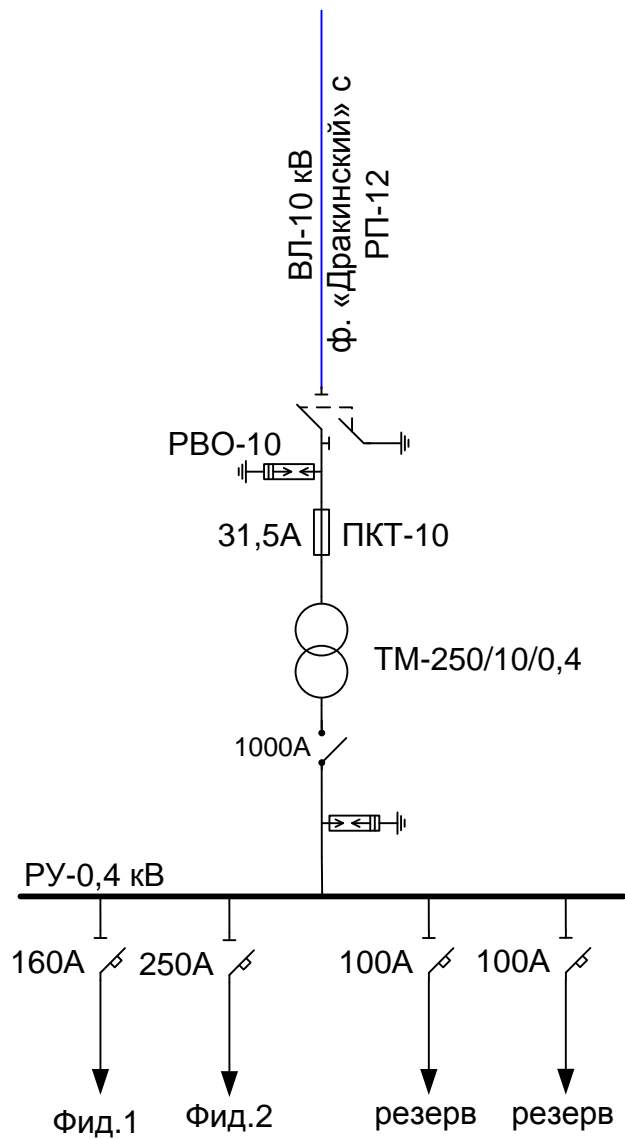 ВЛ-10 кВ
ф. «Дракинский» с
РП-12
РВО-10
31,5А
ПКТ-10
ТМ-250/10/0,4
1000А
РУ-0,4 кВ
160А
250А
100А
100А
Фид.1
Фид.2
резерв
резерв